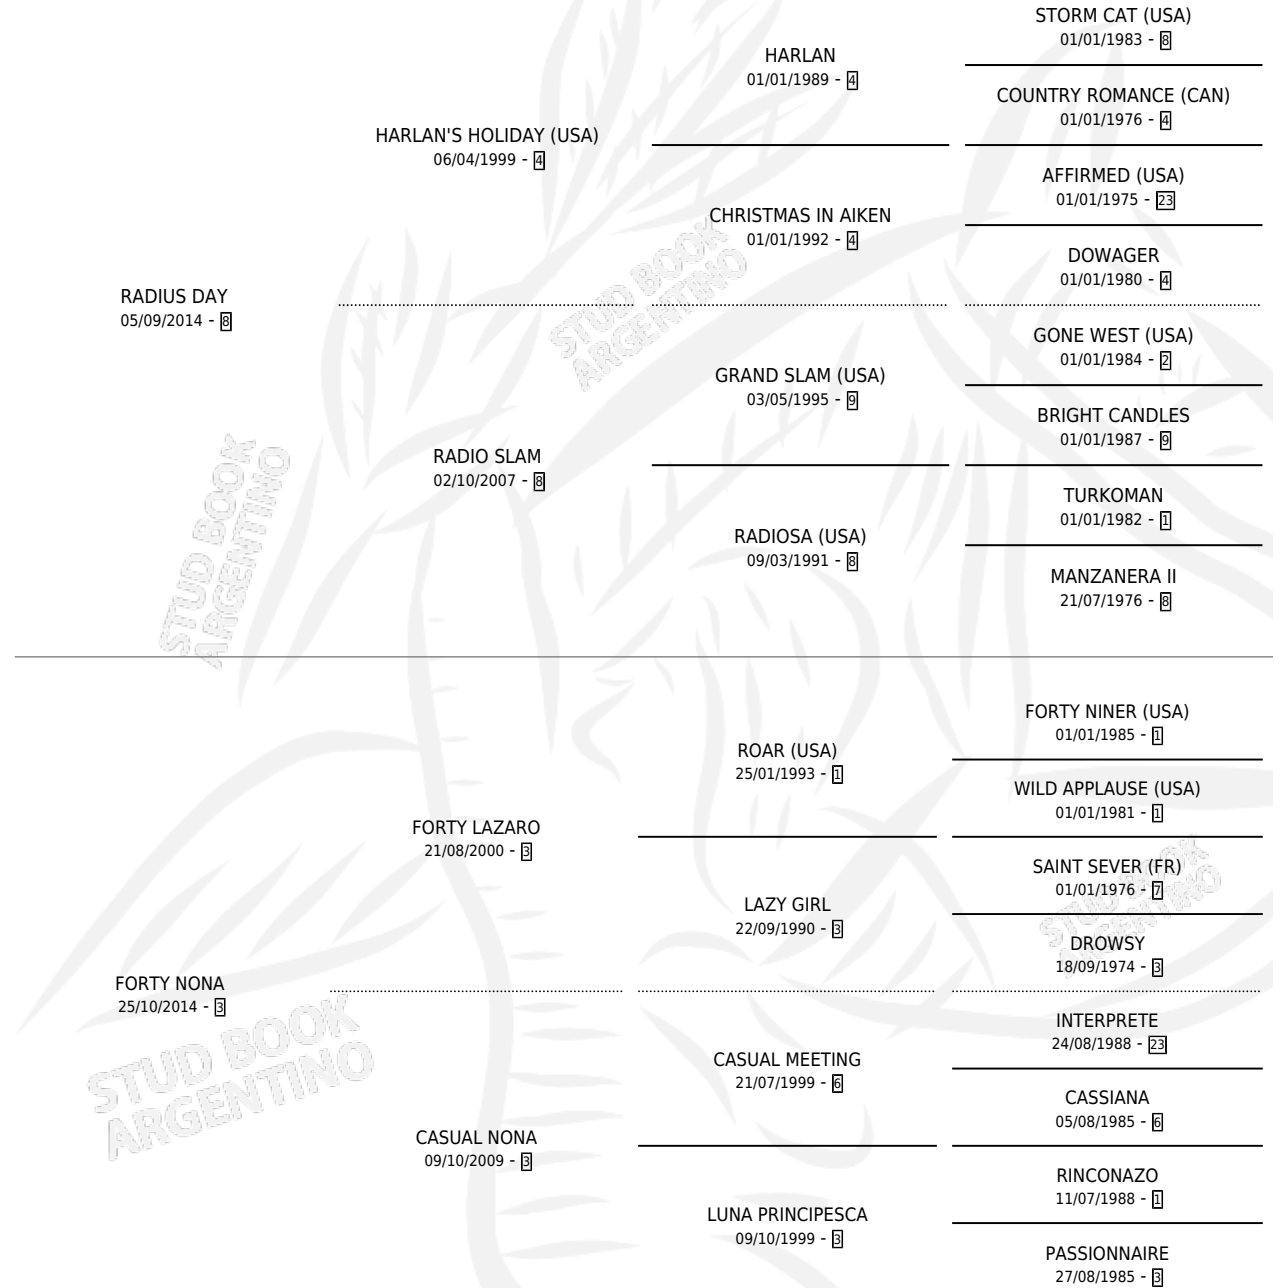 STORM CAT (USA)
01/01/1983 - 8
HARLAN
01/01/1989 - 4
COUNTRY ROMANCE (CAN)
01/01/1976 - 4
HARLAN'S HOLIDAY (USA)
06/04/1999 - 4
AFFIRMED (USA)
01/01/1975 - 23
CHRISTMAS IN AIKEN
01/01/1992 - 4
DOWAGER
01/01/1980 - 4
RADIUS DAY
05/09/2014 - 8
GONE WEST (USA)
01/01/1984 - 2
GRAND SLAM (USA)
03/05/1995 - 9
BRIGHT CANDLES
01/01/1987 - 9
RADIO SLAM
02/10/2007 - 8
TURKOMAN
01/01/1982 - 1
RADIOSA (USA)
09/03/1991 - 8
MANZANERA II
21/07/1976 - 8
STUD BOOK
ARGENTINO
STUD BOOK
ARGENTINO
FORTY NINER (USA)
01/01/1985 - 1
ROAR (USA)
25/01/1993 - 1
WILD APPLAUSE (USA)
01/01/1981 - 1
FORTY LAZARO
21/08/2000 - 3
SAINT SEVER (FR)
01/01/1976 - 7
LAZY GIRL
22/09/1990 - 3
DROWSY
18/09/1974 - 3
FORTY NONA
25/10/2014 - 3
INTERPRETE
24/08/1988 - 23
CASUAL MEETING
21/07/1999 - 6
CASSIANA
05/08/1985 - 6
CASUAL NONA
09/10/2009 - 3
RINCONAZO
11/07/1988 - 1
LUNA PRINCIPESCA
09/10/1999 - 3
PASSIONNAIRE
27/08/1985 - 3
STUD BOOK
ARGENTINO
STUD BOOK
ARGENTINO